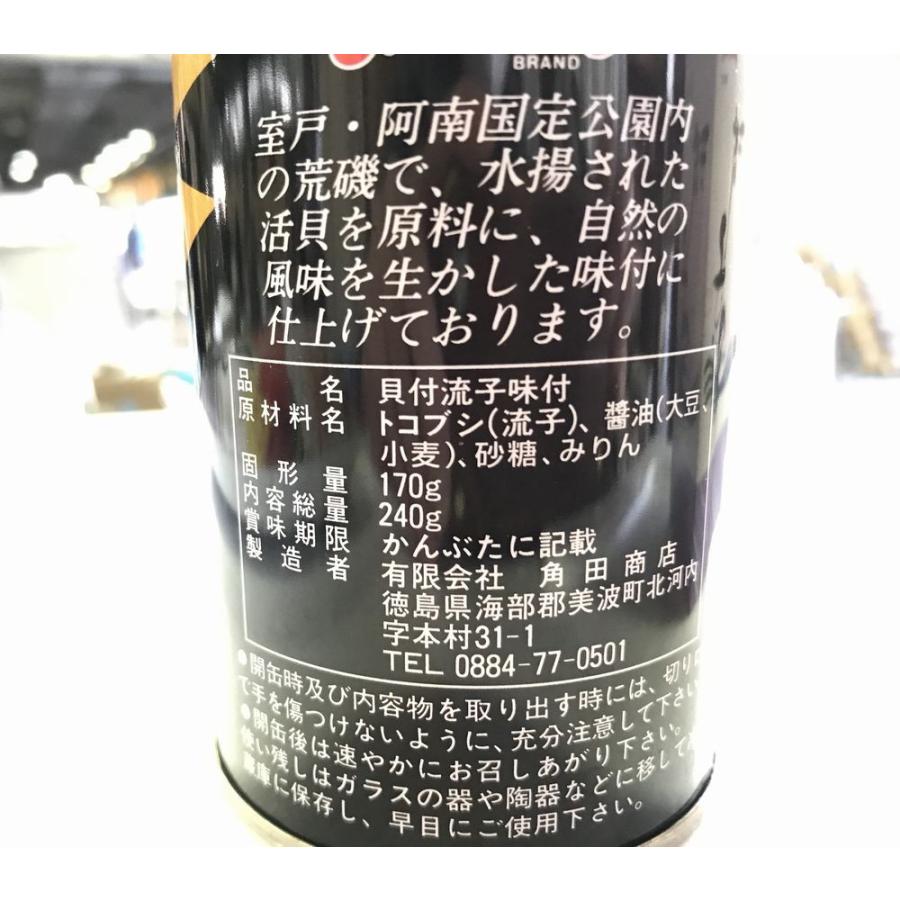 BRAND
室戸・阿南国定公園内
の荒磯で、水揚された
活貝を原料に、自然の
風味を生かした味付に
仕上げております。
品名 貝付流子味付
原材料名 トコブシ(流子)、醬油(大豆、
小麦)、砂糖、みりん
固形量 170g
内容総量 240g
賞味期限 かんぶたに記載
製造者 有限会社 角田商店
徳島県海部郡美波町北河内
字本村31-1
TEL 0884-77-0501
●開缶時及び内容物を取り出す時には、切り口
で手を傷つけないように、充分注意して下さい。
●開缶後は速やかにお召しあがり下さい。
使い残しはガラスの器や陶器などに移して
蔵庫に保存し、早目にご使用下さい。